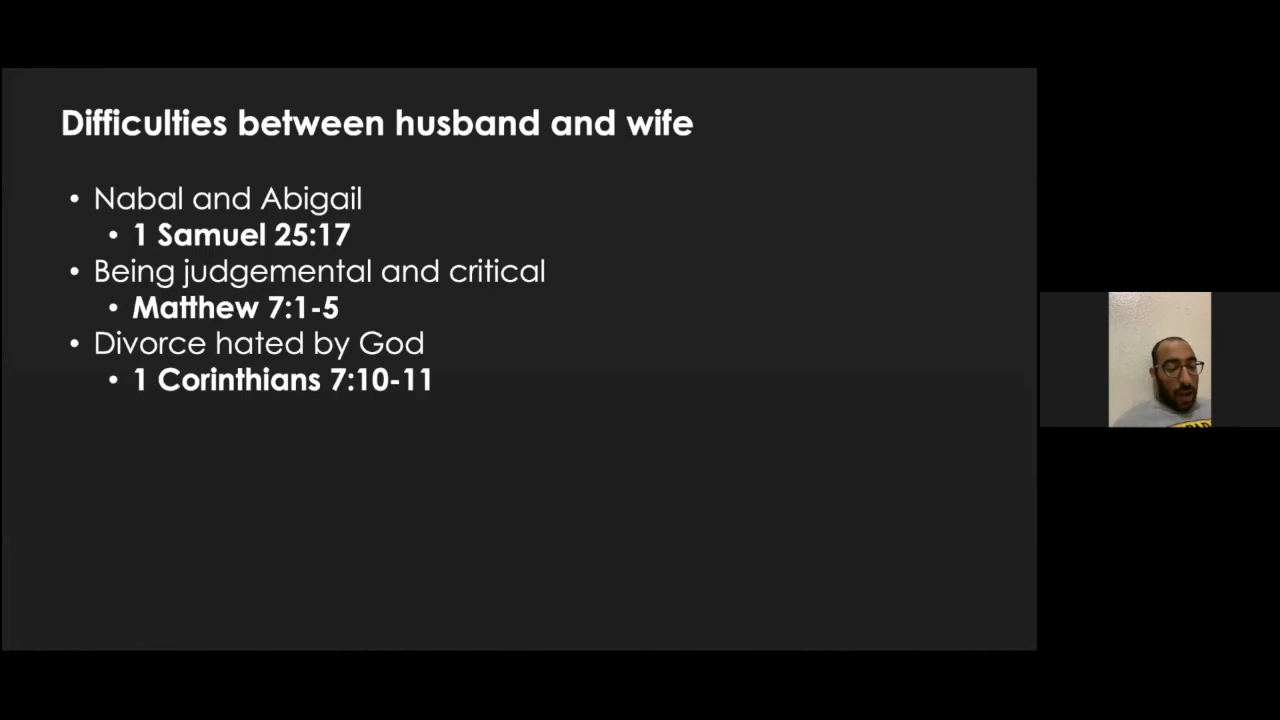 Difficulties between husband and wife
• Nabal and Abigail
• 1 Samuel 25:17
• Being judgemental and critical
• Matthew 7:1-5
• Divorce hated by God
• 1 Corinthians 7:10-11